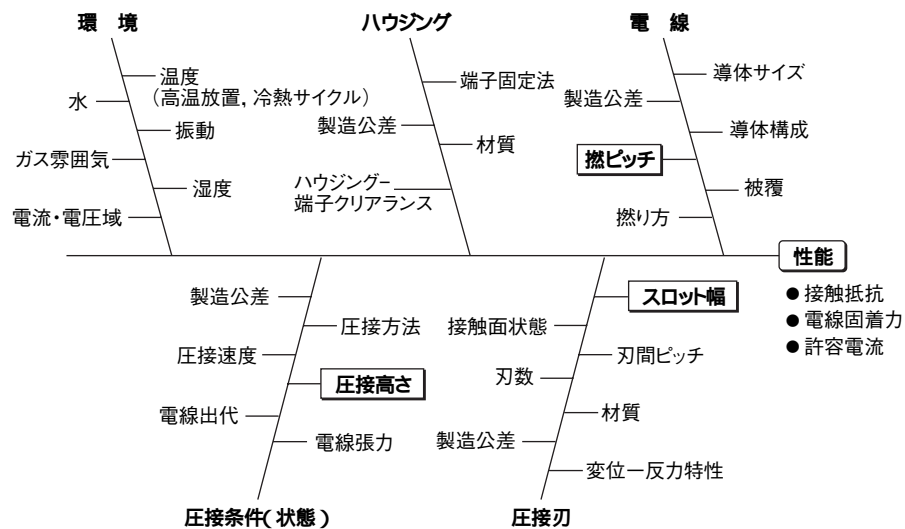 環　境
温度
(高温放置，冷熱サイクル)
水
振動
ガス雰囲気
湿度
電流・電圧域
ハウジング
端子固定法
製造公差
材質
ハウジング−
端子クリアランス
電　線
導体サイズ
製造公差
導体構成
撚ピッチ
被覆
撚り方
性能
● 接触抵抗
● 電線固着力
● 許容電流
製造公差
圧接方法
圧接速度
圧接高さ
電線出代
電線張力
圧接条件(状態)
スロット幅
接触面状態
刃間ピッチ
刃数
材質
製造公差
変位ー反力特性
圧接刃